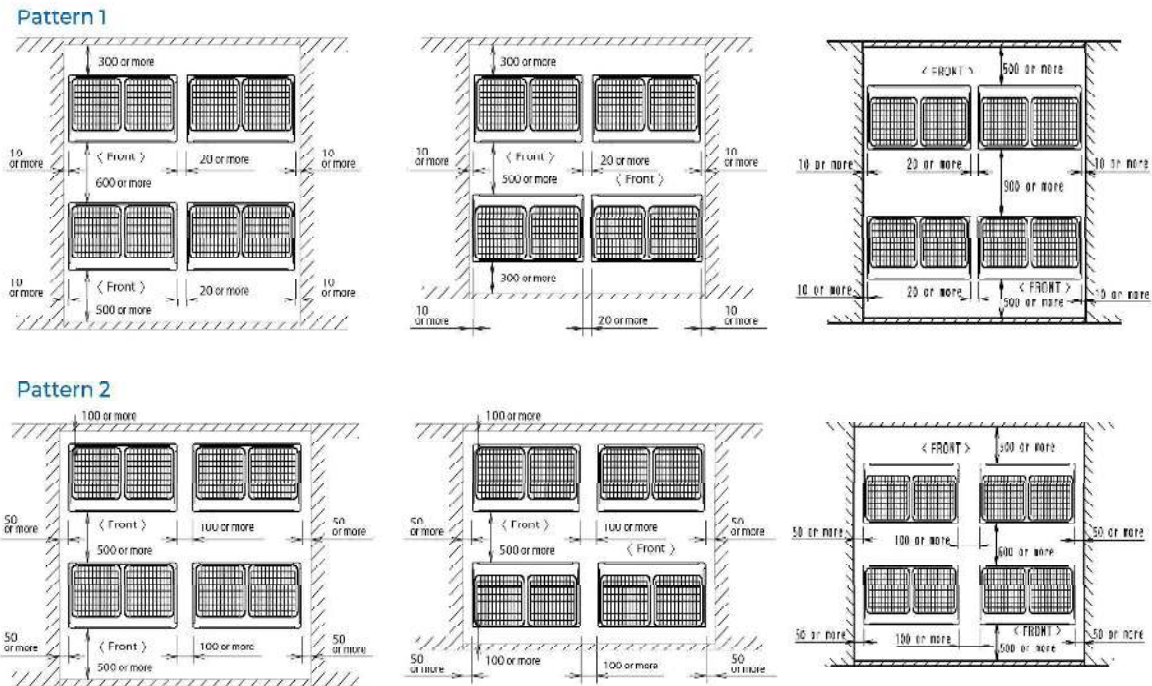 Pattern 1
300 or more
10
or more
< Front >
20 or more
10
or more
600 or more
10
or more
< Front >
20 or more
10
or more
500 or more
300 or more
10
or more
< Front >
20 or more
10
or more
500 or more
< Front >
300 or more
10
or more
20 or more
10
or more
< FRONT >
500 or more
10 or more
20 or more
10 or more
900 or more
10 or more
20 or more
< FRONT >
10 or more
500 or more
Pattern 2
100 or more
50
or more
< Front >
100 or more
50
or more
500 or more
50
or more
< Front >
100 or more
50
or more
500 or more
100 or more
50
or more
< Front >
100 or more
50
or more
500 or more
< Front >
50
or more
100 or more
100 or more
50
or more
< FRONT >
or more
50 or more
100 or more
50 or more
600 or more
50 or more
100 or more
< FRONT >
50 or more
500 or more